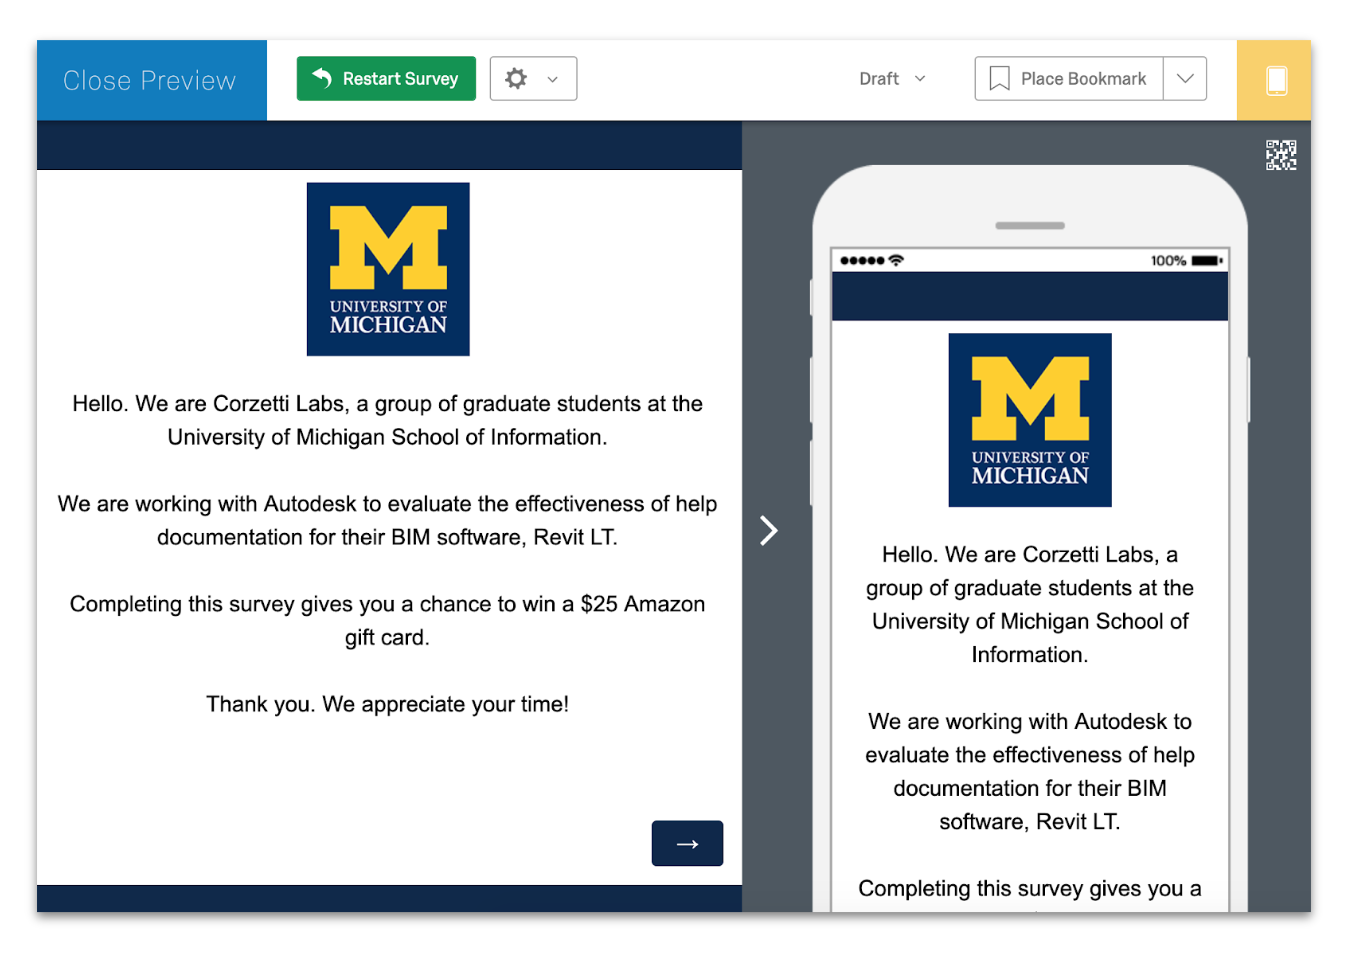 Close Preview
Restart Survey
Draft
Place Bookmark
M
UNIVERSITY OF
MICHIGAN
Hello. We are Corzetti Labs, a group of graduate students at the
University of Michigan School of Information.
We are working with Autodesk to evaluate the effectiveness of help
documentation for their BIM software, Revit LT.
Completing this survey gives you a chance to win a $25 Amazon
gift card.
Thank you. We appreciate your time!
→
100%
M
UNIVERSITY OF
MICHIGAN
Hello. We are Corzetti Labs, a
group of graduate students at the
University of Michigan School of
Information.
We are working with Autodesk to
evaluate the effectiveness of help
documentation for their BIM
software, Revit LT.
Completing this survey gives you a